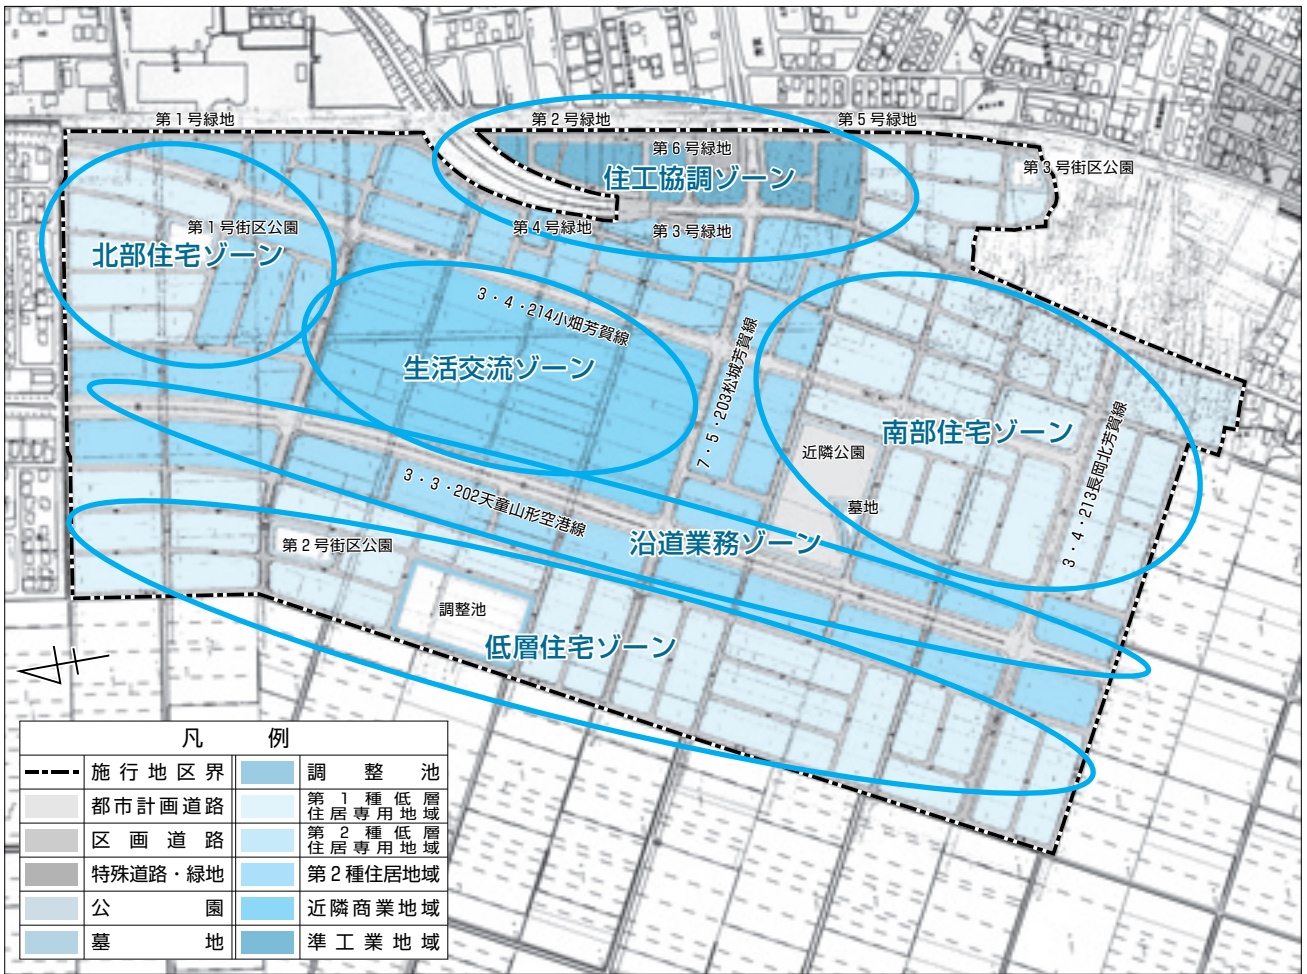 第1号緑地
第2号緑地
第5号緑地
第6号緑地
第3号街区公園
住工協調ゾーン
第1号街区公園
第4号緑地
第3号緑地
北部住宅ゾーン
3・4・214小畑芳賀線
生活交流ゾーン
7・5・203松城芳賀線
南部住宅ゾーン
近隣公園
3・4・213長岡北芳賀線
3・3・202天童山形空港線
墓地
沿道業務ゾーン
第2号街区公園
調整池
低層住宅ゾーン
凡例
施行地区界
調整池
都市計画道路
第1種低層
住居専用地域
区画道路
第2種低層
住居専用地域
特殊道路・緑地
第2種住居地域
公園
近隣商業地域
墓地
準工業地域